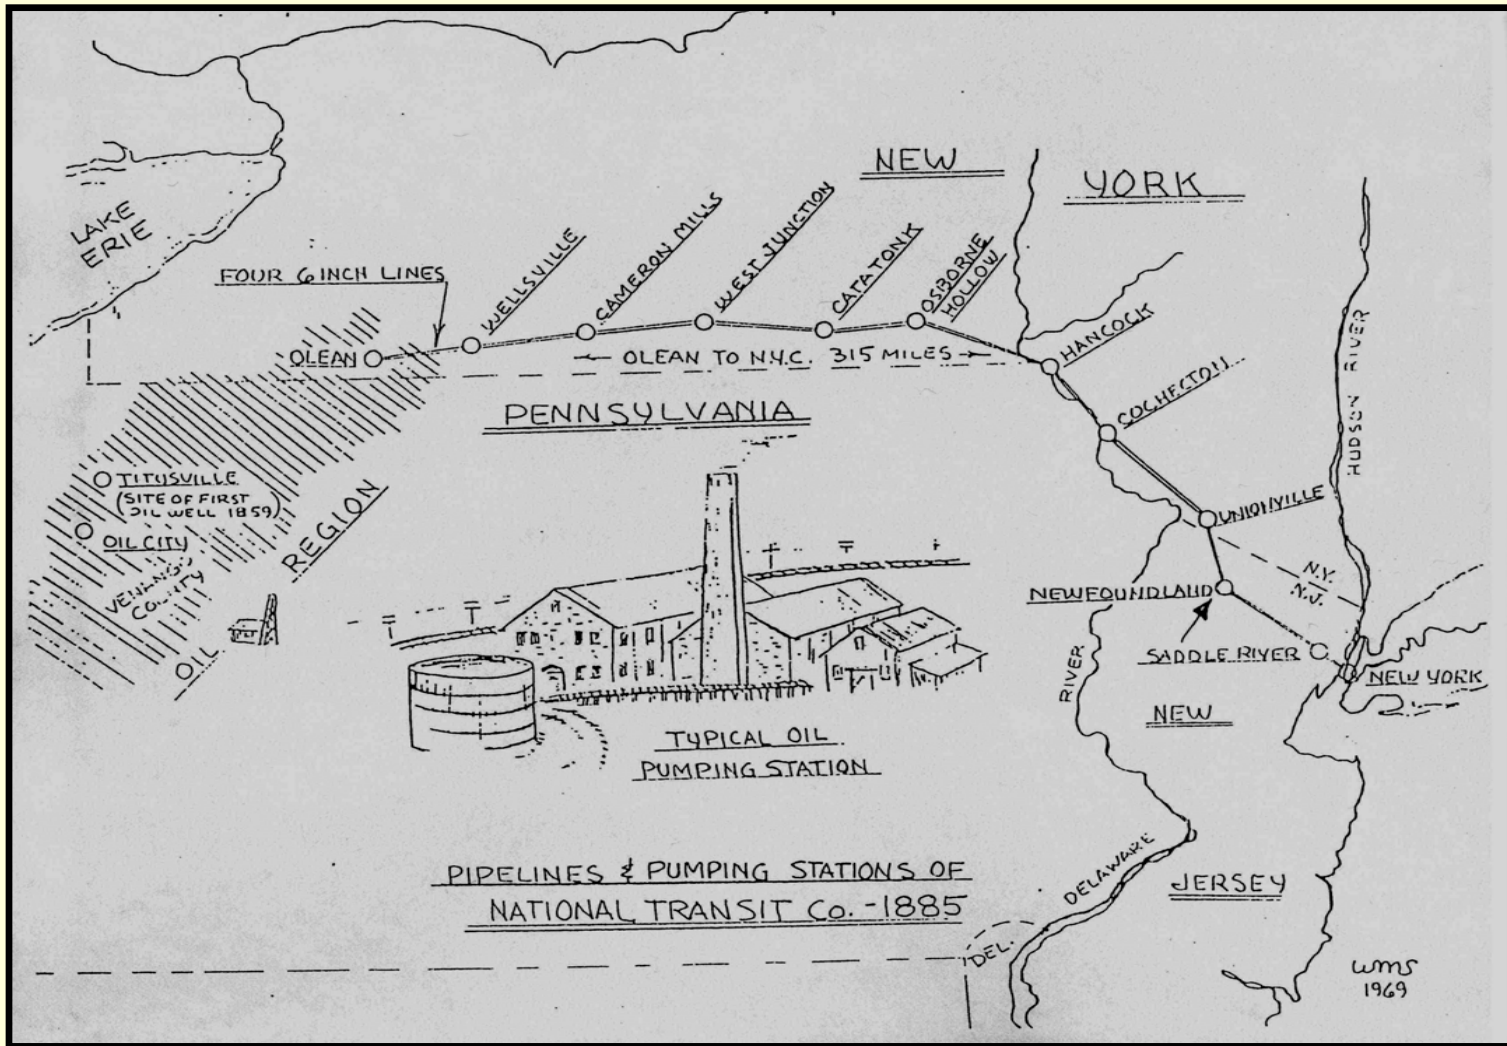 NEW
YORK
LAKE
ERIE
FOUR 6 INCH LINES
WELLSVILLE
CAMERON MILLS
WEST JUNCTION
CATATONK
OSBORNE
HOLLOW
HANCOCK
OLEAN
← OLEAN TO N.Y.C. 315 MILES →
COCHECTON
HUDSON RIVER
PENNSYLVANIA
TITUSVILLE
(SITE OF FIRST
OIL WELL 1859)
OIL CITY
VENANGO
COUNTY
OIL REGION
UNIONVILLE
N.Y.
N.J.
NEWFOUNDLAND
SADDLE RIVER
NEW YORK
NEW
JERSEY
TYPICAL OIL
PUMPING STATION
DELAWARE RIVER
DEL.
PIPELINES & PUMPING STATIONS OF
NATIONAL TRANSIT Co. -1885
WMS
1969